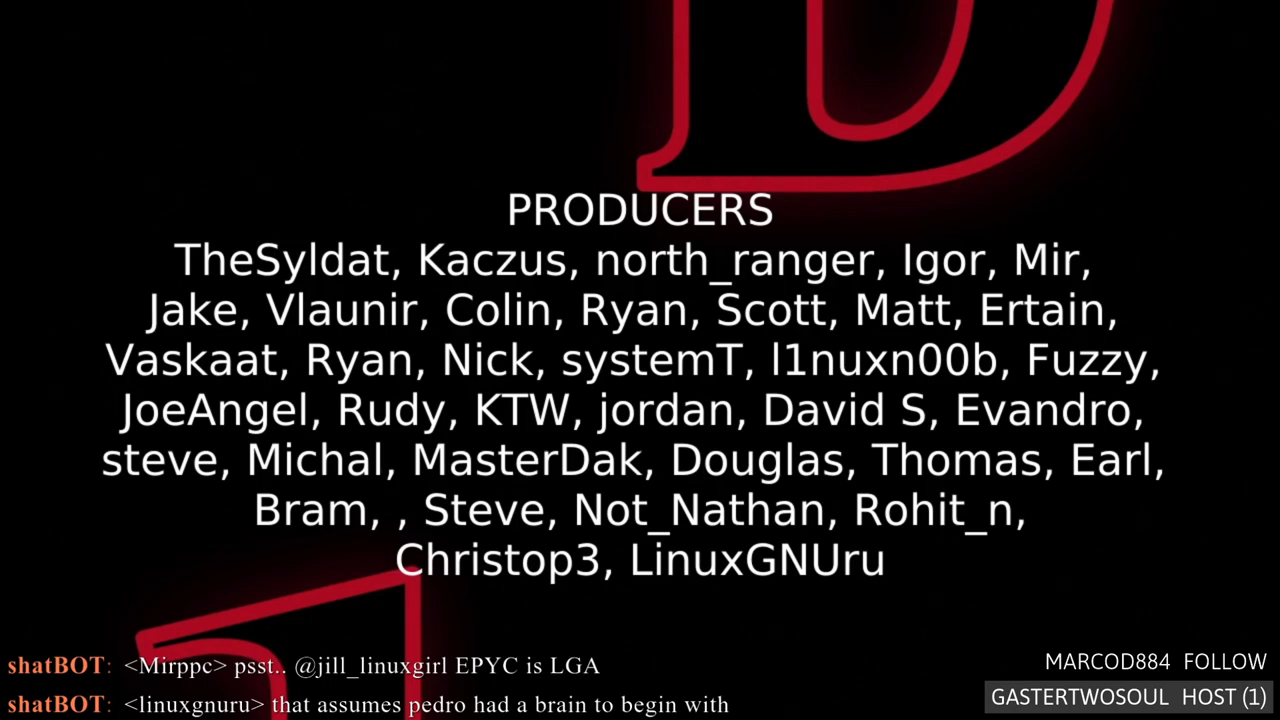 PRODUCERS
TheSyldat, Kaczus, north_ranger, Igor, Mir,
Jake, Vlaunir, Colin, Ryan, Scott, Matt, Ertain,
Vaskaat, Ryan, Nick, systemT, l1nuxn00b, Fuzzy,
JoeAngel, Rudy, KTW, jordan, David S, Evandro,
steve, Michal, MasterDak, Douglas, Thomas, Earl,
Bram, , Steve, Not_Nathan, Rohit_n,
Christop3, LinuxGNUru
shatBOT: <Mirppc> psst.. @jill_linuxgirl EPYC is LGA
shatBOT: <linuxgnuru> that assumes pedro had a brain to begin with
MARCOD884 FOLLOW
GASTERTWOSOUL HOST (1)